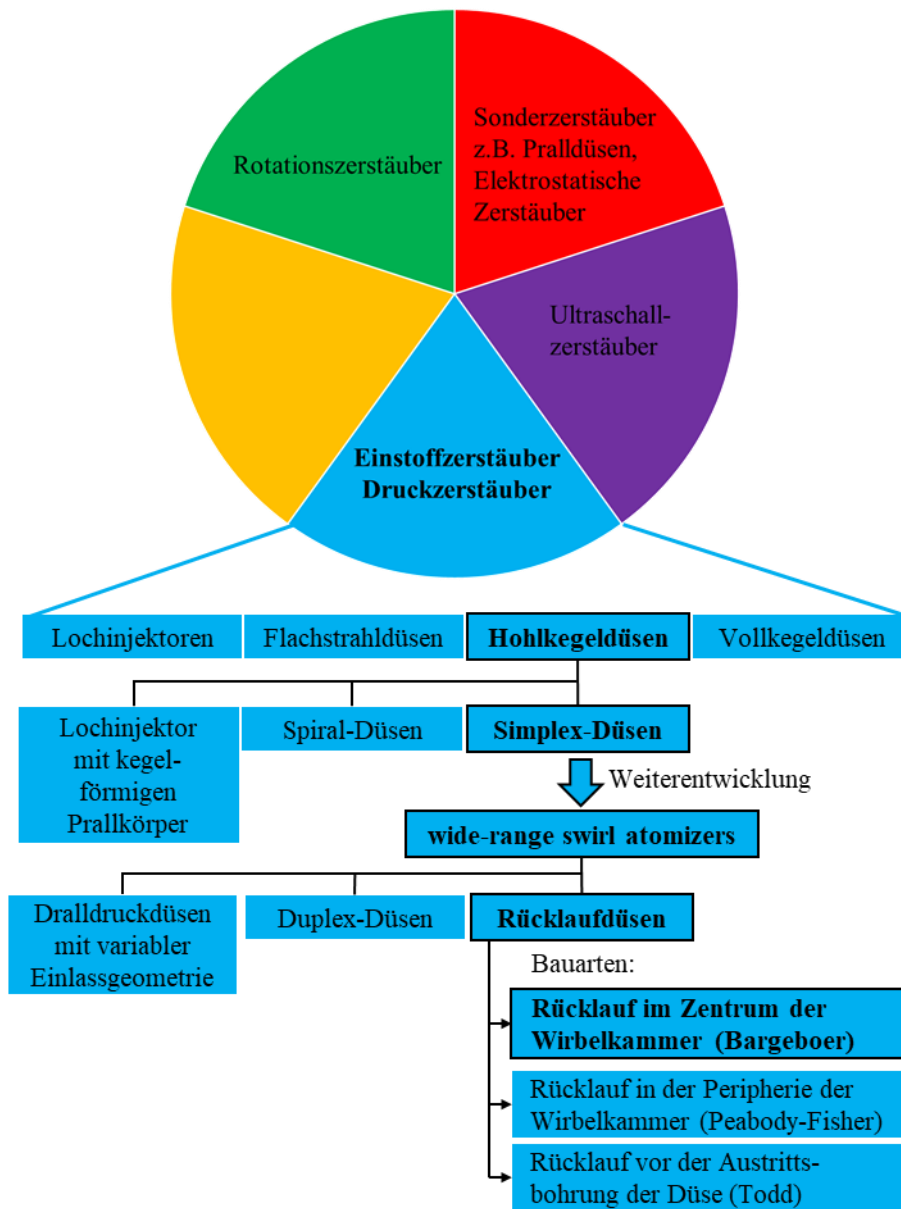 Sonderzerstäuber
z.B. Pralldüsen,
Elektrostatische
Zerstäuber
Rotationszerstäuber
Ultraschall-
zerstäuber
Einstoffzerstäuber
Druckzerstäuber
Lochinjektoren
Flachstrahldüsen
Hohlkegeldüsen
Vollkegeldüsen
Lochinjektor
mit kegel-
förmigen
Prallkörper
Spiral-Düsen
Simplex-Düsen
Weiterentwicklung
wide-range swirl atomizers
Dralldruckdüsen
mit variabler
Einlassgeometrie
Duplex-Düsen
Rücklaufdüsen
Bauarten:
Rücklauf im Zentrum der
Wirbelkammer (Bargeboer)
Rücklauf in der Peripherie der
Wirbelkammer (Peabody-Fisher)
Rücklauf vor der Austritts-
bohrung der Düse (Todd)